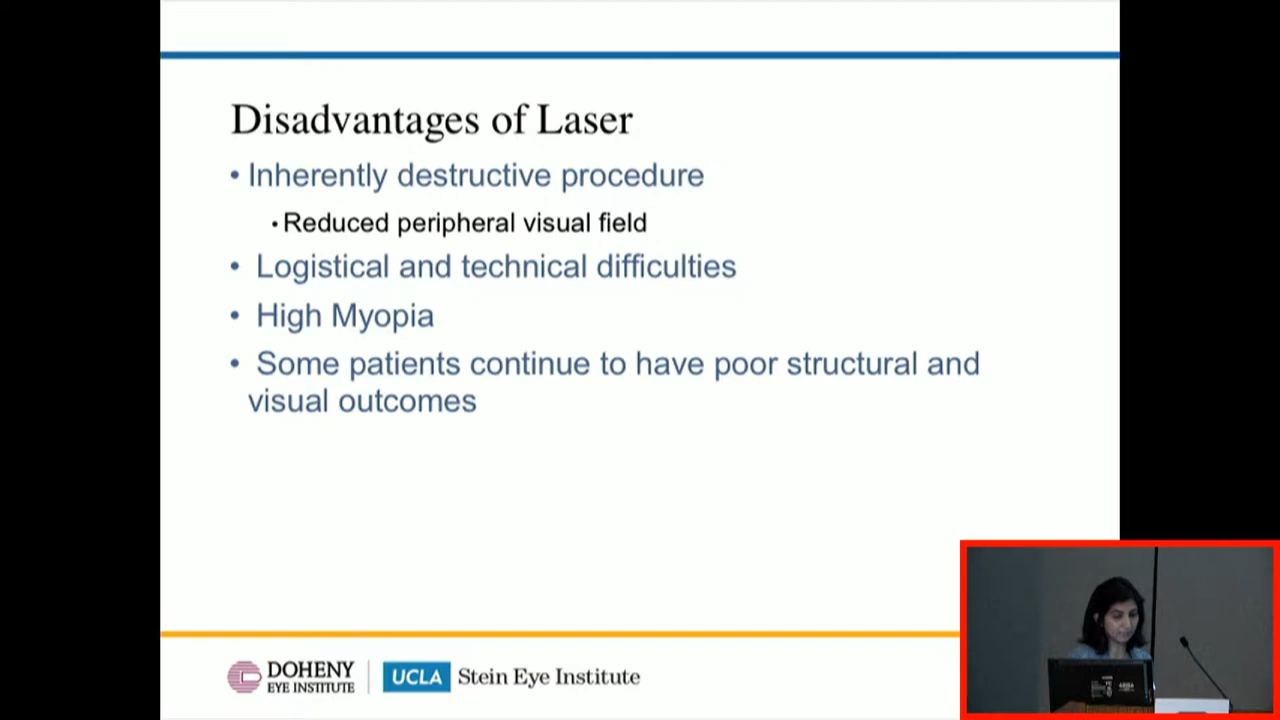 Disadvantages of Laser
• Inherently destructive procedure
• Reduced peripheral visual field
• Logistical and technical difficulties
• High Myopia
• Some patients continue to have poor structural and
visual outcomes
DOHENY
EYE INSTITUTE
UCLA Stein Eye Institute